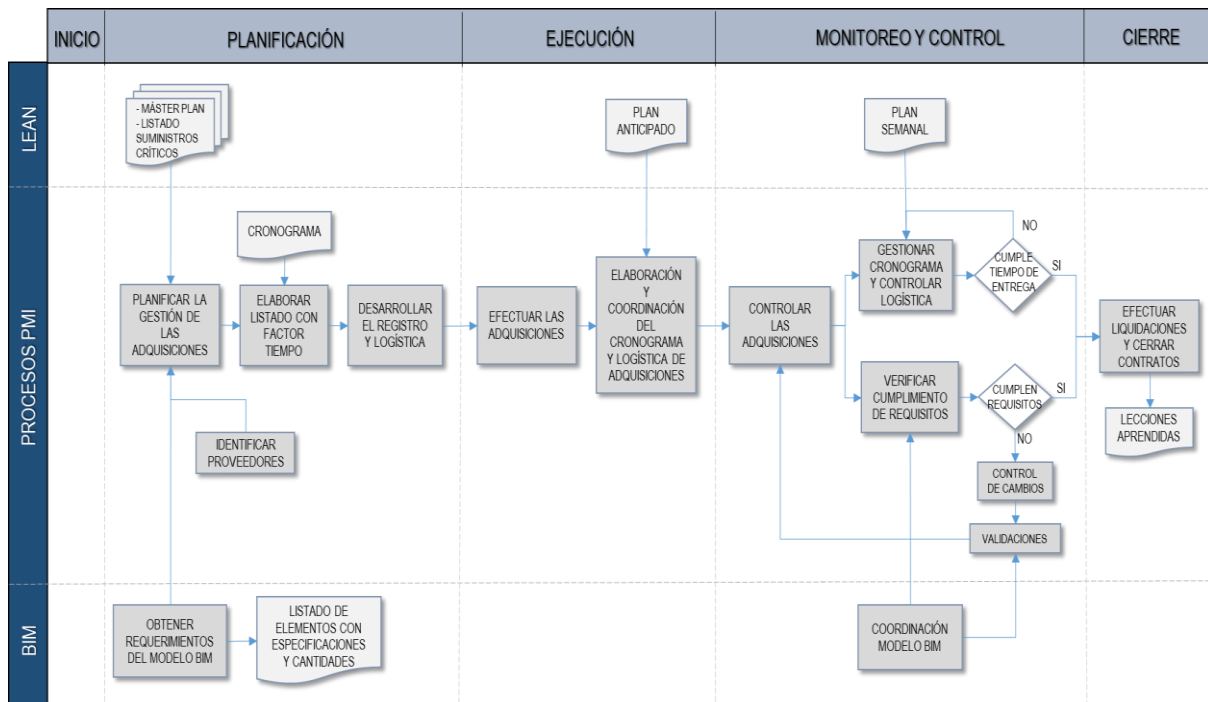 INICIO
PLANIFICACIÓN
EJECUCIÓN
MONITOREO Y CONTROL
CIERRE
LEAN
- MÁSTER PLAN
- LISTADO
SUMINISTROS
CRÍTICOS
PLAN
ANTICIPADO
PLAN
SEMANAL
PROCESOS PMI
CRONOGRAMA
PLANIFICAR LA
GESTIÓN DE
LAS
ADQUISICIONES
ELABORAR
LISTADO CON
FACTOR
TIEMPO
DESARROLLAR
EL REGISTRO
Y LOGÍSTICA
IDENTIFICAR
PROVEEDORES
EFECTUAR LAS
ADQUISICIONES
ELABORACIÓN
Y
COORDINACIÓN
DEL
CRONOGRAMA
Y LOGÍSTICA DE
ADQUISICIONES
CONTROLAR
LAS
ADQUISICIONES
GESTIONAR
CRONOGRAMA
Y CONTROLAR
LOGÍSTICA
NO
CUMPLE
TIEMPO DE
ENTREGA
SI
VERIFICAR
CUMPLIMIENTO
DE REQUISITOS
CUMPLEN
REQUISITOS
SI
NO
CONTROL
DE CAMBIOS
VALIDACIONES
EFECTUAR
LIQUIDACIONES
Y CERRAR
CONTRATOS
LECCIONES
APRENDIDAS
BIM
OBTENER
REQUERIMIENTOS
DEL MODELO BIM
LISTADO DE
ELEMENTOS CON
ESPECIFICACIONES
Y CANTIDADES
COORDINACIÓN
MODELO BIM